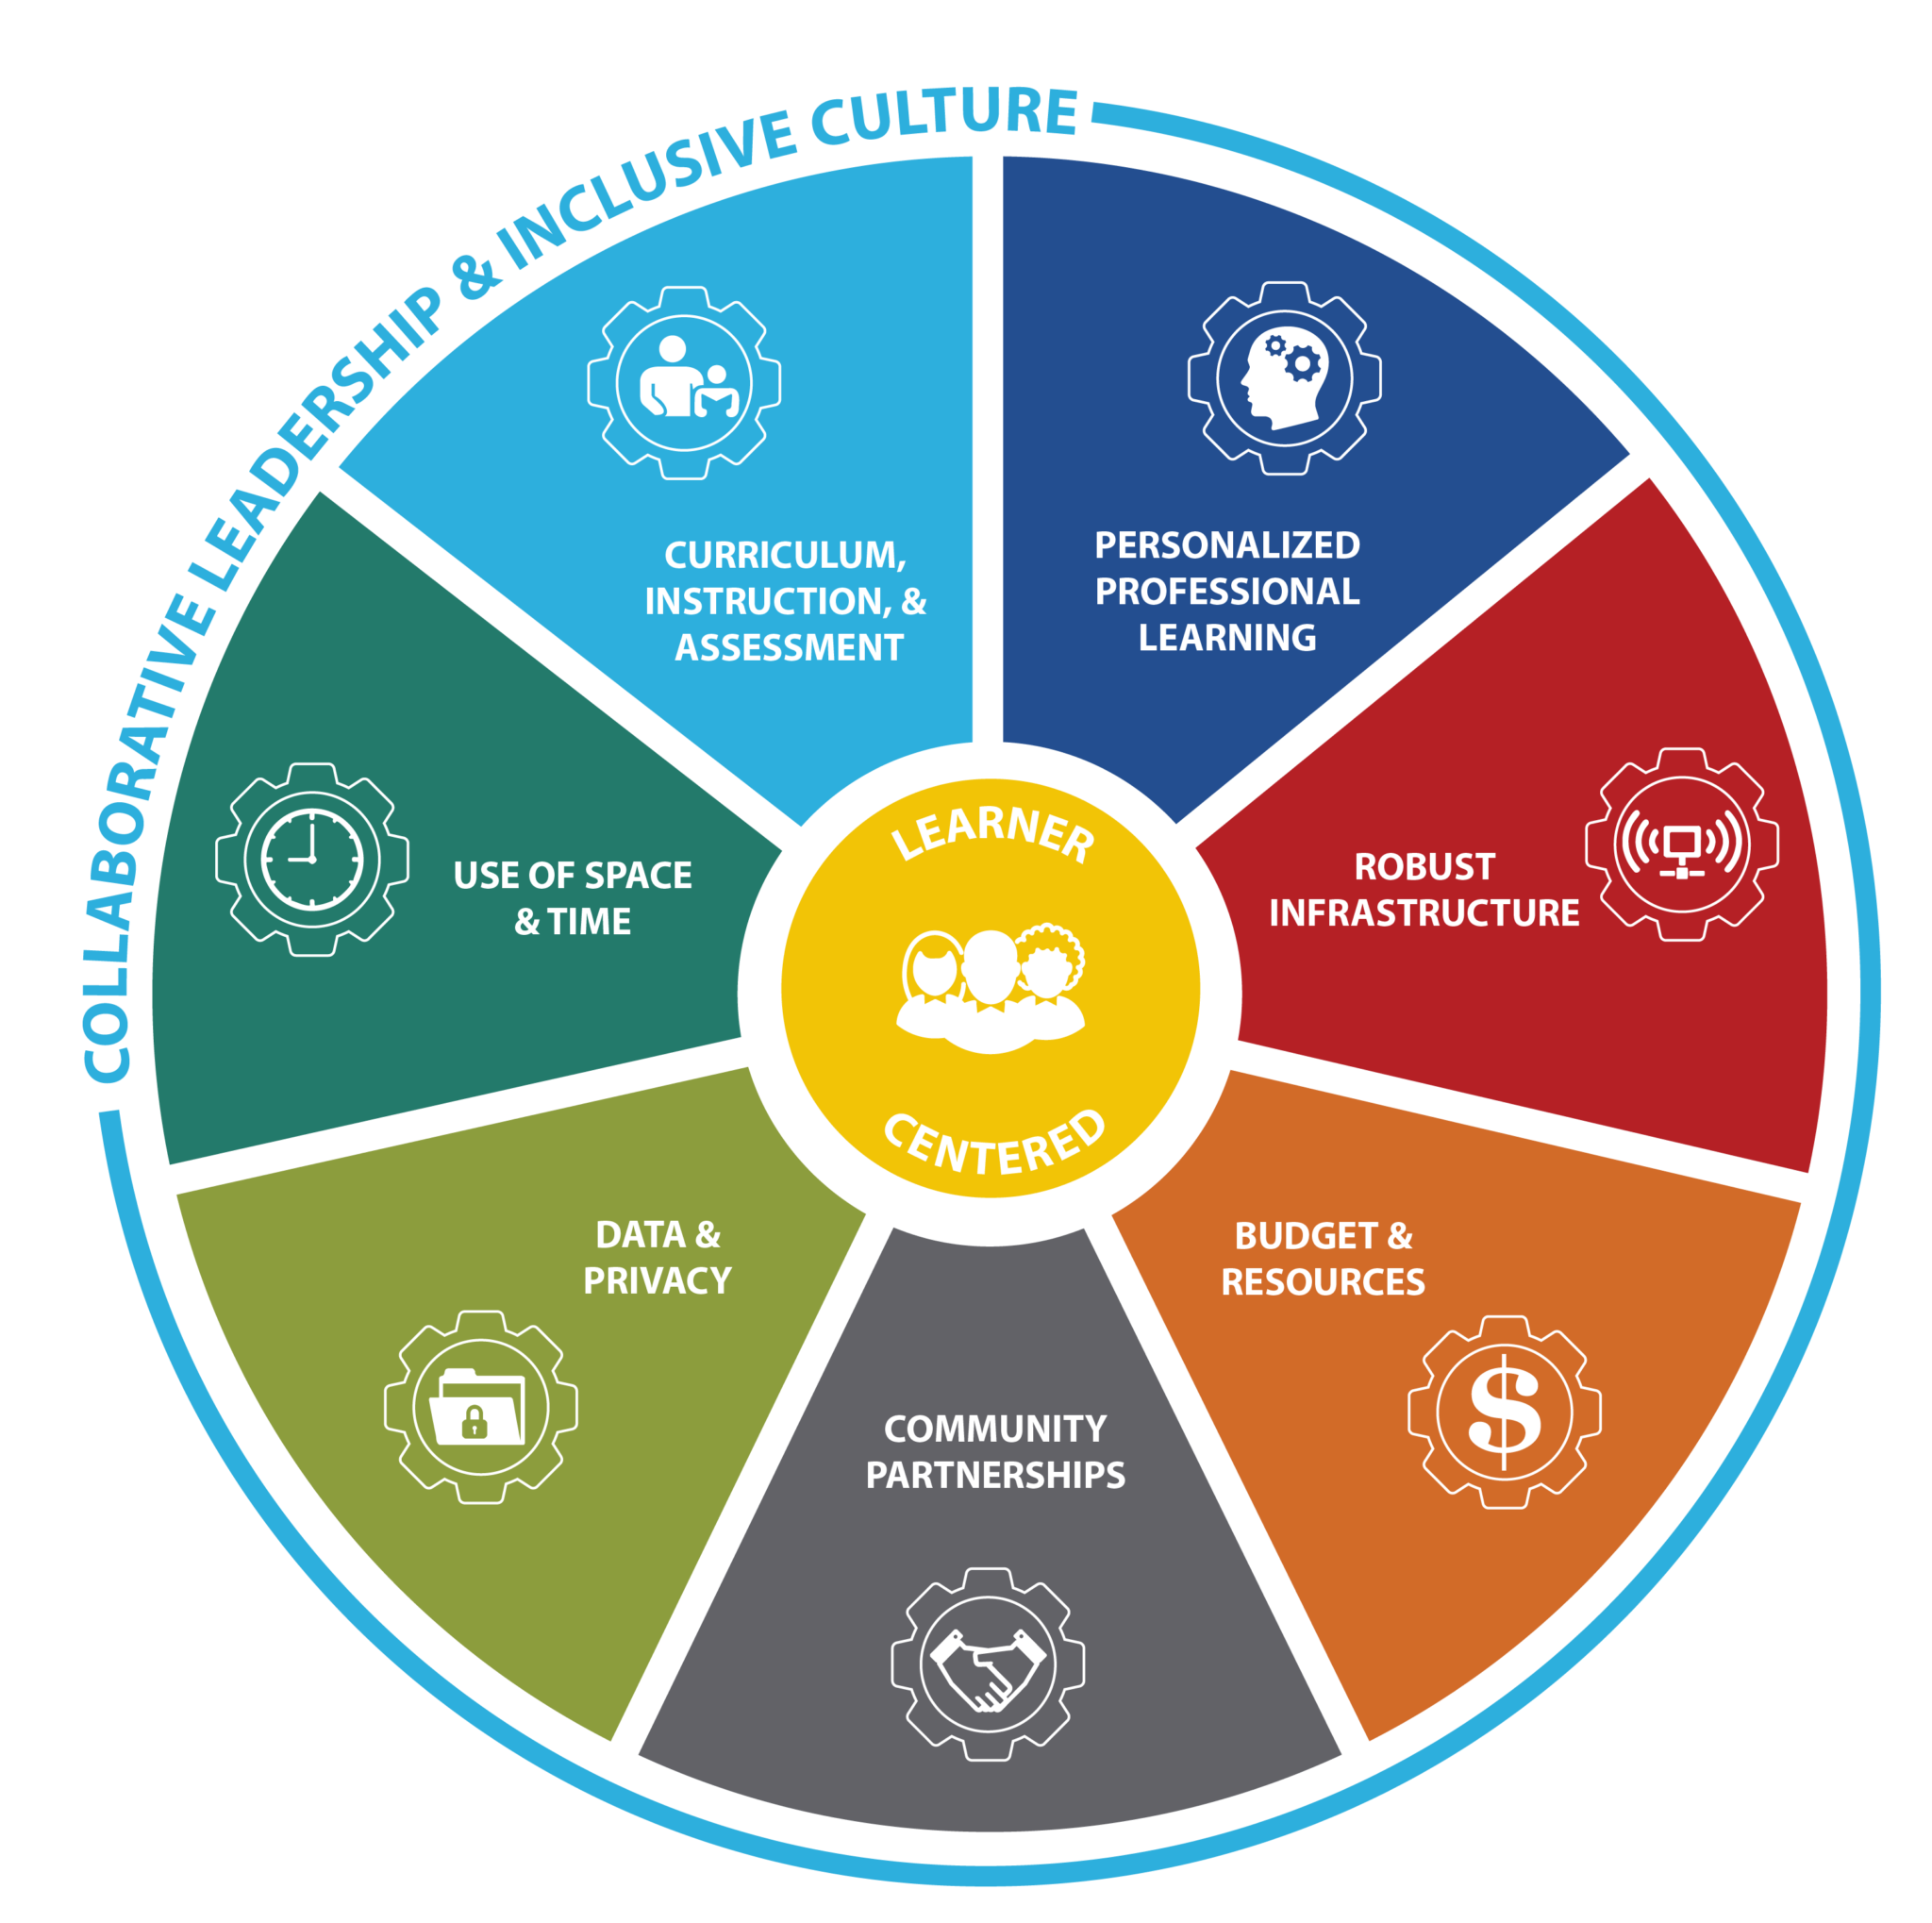 COLLABORATIVE LEADERSHIP & INCLUSIVE CULTURE
CURRICULUM,
INSTRUCTION, &
ASSESSMENT
PERSONALIZED
PROFESSIONAL
LEARNING
ROBUST
INFRASTRUCTURE
BUDGET &
RESOURCES
COMMUNITY
PARTNERSHIPS
DATA &
PRIVACY
USE OF SPACE
& TIME
LEARNER
CENTERED
$